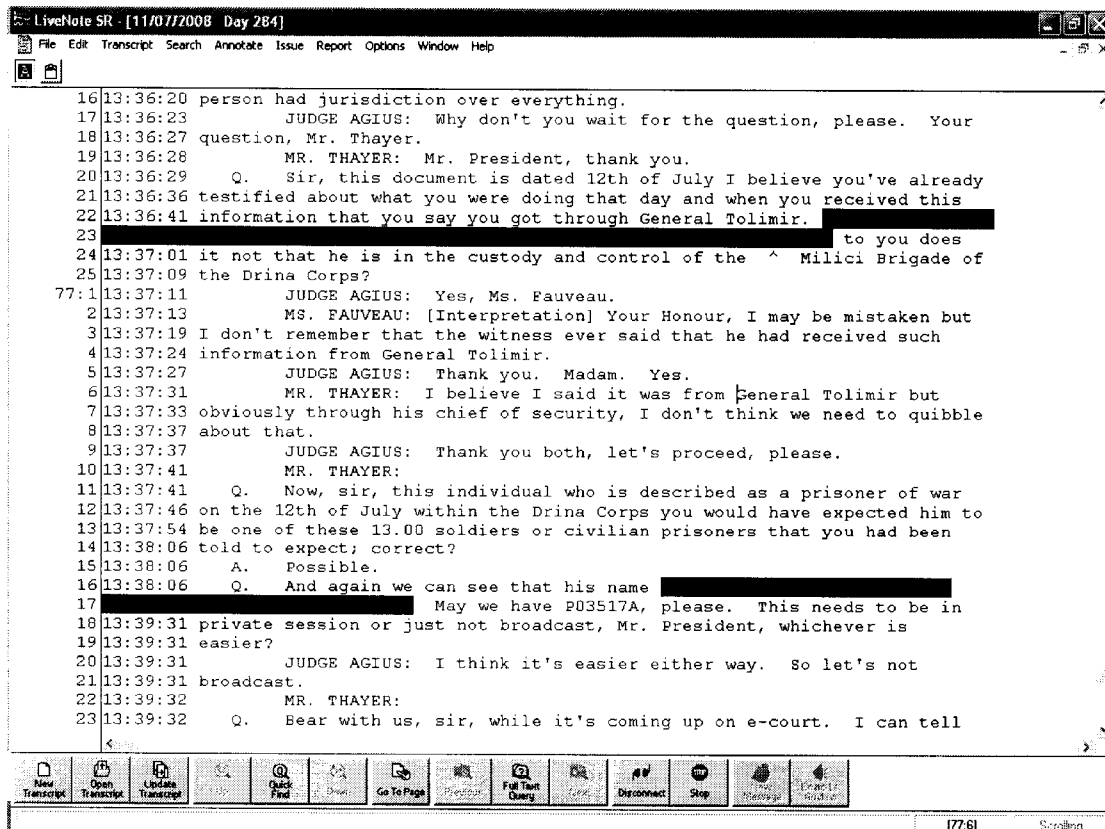 LiveNote SR - [11/07/2008 Day 284]
File Edit Transcript Search Annotate Issue Report Options Window Help
16 13:36:20 person had jurisdiction over everything.
17 13:36:23 JUDGE AGIUS: Why don't you wait for the question, please. Your
18 13:36:27 question, Mr. Thayer.
19 13:36:28 MR. THAYER: Mr. President, thank you.
20 13:36:29 Q. Sir, this document is dated 12th of July I believe you've already
21 13:36:36 testified about what you were doing that day and when you received this
22 13:36:41 information that you say you got through General Tolimir.
23 to you does
24 13:37:01 it not that he is in the custody and control of the ^ Milici Brigade of
25 13:37:09 the Drina Corps?
77:1 13:37:11 JUDGE AGIUS: Yes, Ms. Fauveau.
2 13:37:13 MS. FAUVEAU: [Interpretation] Your Honour, I may be mistaken but
3 13:37:19 I don't remember that the witness ever said that he had received such
4 13:37:24 information from General Tolimir.
5 13:37:27 JUDGE AGIUS: Thank you. Madam. Yes.
6 13:37:31 MR. THAYER: I believe I said it was from General Tolimir but
7 13:37:33 obviously through his chief of security, I don't think we need to quibble
8 13:37:37 about that.
9 13:37:37 JUDGE AGIUS: Thank you both, let's proceed, please.
10 13:37:41 MR. THAYER:
11 13:37:41 Q. Now, sir, this individual who is described as a prisoner of war
12 13:37:46 on the 12th of July within the Drina Corps you would have expected him to
13 13:37:54 be one of these 13.00 soldiers or civilian prisoners that you had been
14 13:38:06 told to expect; correct?
15 13:38:06 A. Possible.
16 13:38:06 Q. And again we can see that his name
17 May we have P03517A, please. This needs to be in
18 13:39:31 private session or just not broadcast, Mr. President, whichever is
19 13:39:31 easier?
20 13:39:31 JUDGE AGIUS: I think it's easier either way. So let's not
21 13:39:31 broadcast.
22 13:39:32 MR. THAYER:
23 13:39:32 Q. Bear with us, sir, while it's coming up on e-court. I can tell
New Transcript Open Transcript Update Transcript Quick Find Down Go To Page Previous Full Text Query Disconnect Stop
[77:6] Scrolling